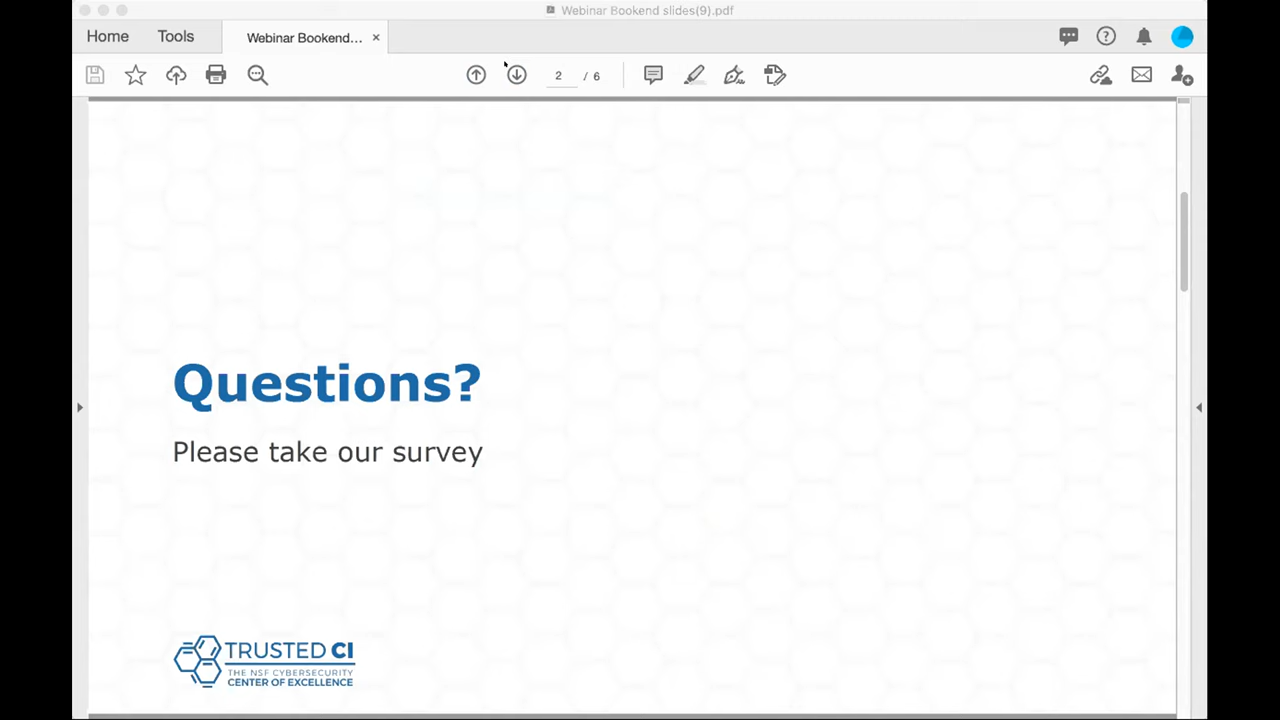 Webinar Bookend slides(9).pdf
Home Tools Webinar Bookend... ×
2 / 6
Questions?
Please take our survey
TRUSTED CI
THE NSF CYBERSECURITY
CENTER OF EXCELLENCE